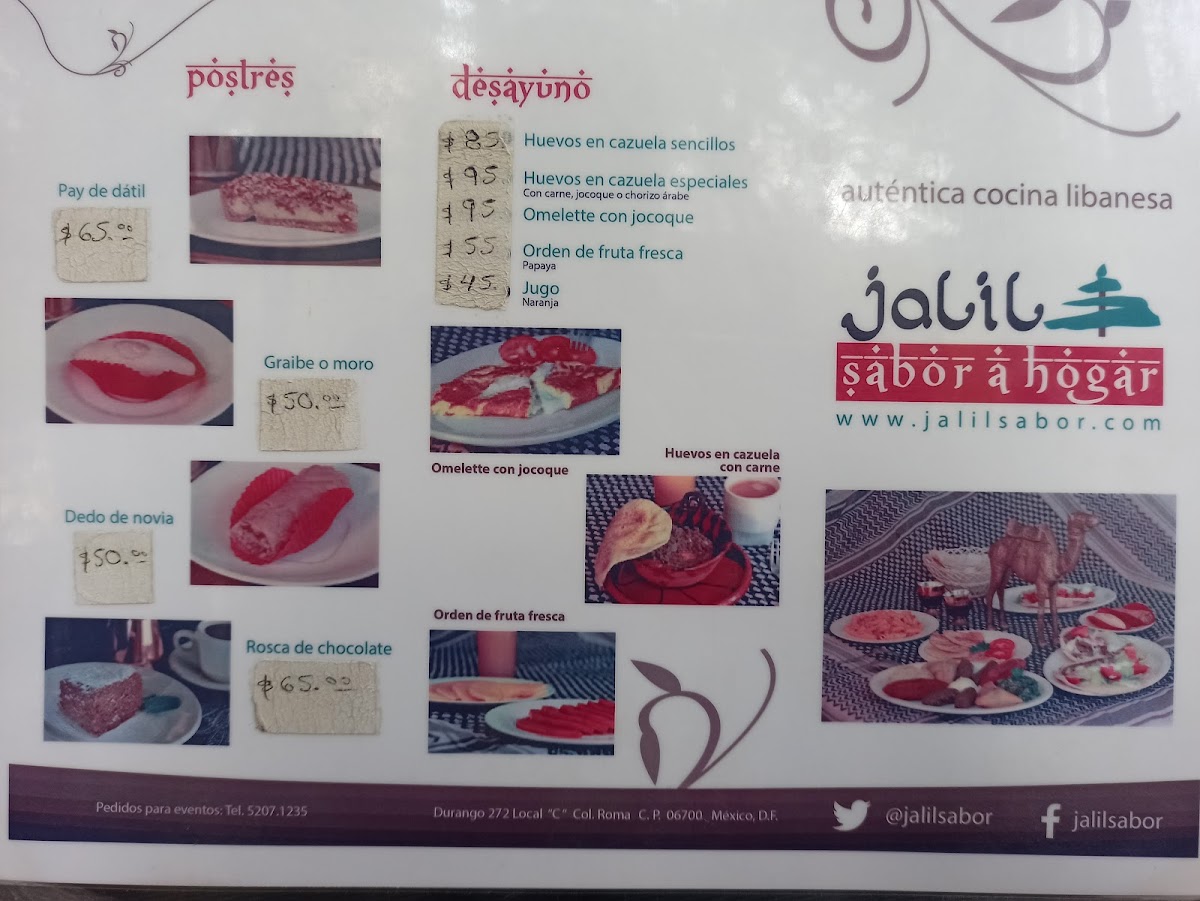 postres
Pay de dátil
$65.00
Graibe o moro
$50.00
Dedo de novia
$50.00
Rosca de chocolate
$65.00
desayuno
$85. Huevos en cazuela sencillos
$95 Huevos en cazuela especiales
Con carne, jocoque o chorizo árabe
$95 Omelette con jocoque
$55 Orden de fruta fresca
Papaya
$45. Jugo
Naranja
Omelette con jocoque
Huevos en cazuela
con carne
Orden de fruta fresca
auténtica cocina libanesa
jalil
sabor a hogar
www.jalilsabor.com
Pedidos para eventos: Tel. 5207.1235
Durango 272 Local "C" Col. Roma C. P. 06700 México, D.F.
@jalilsabor
jalilsabor